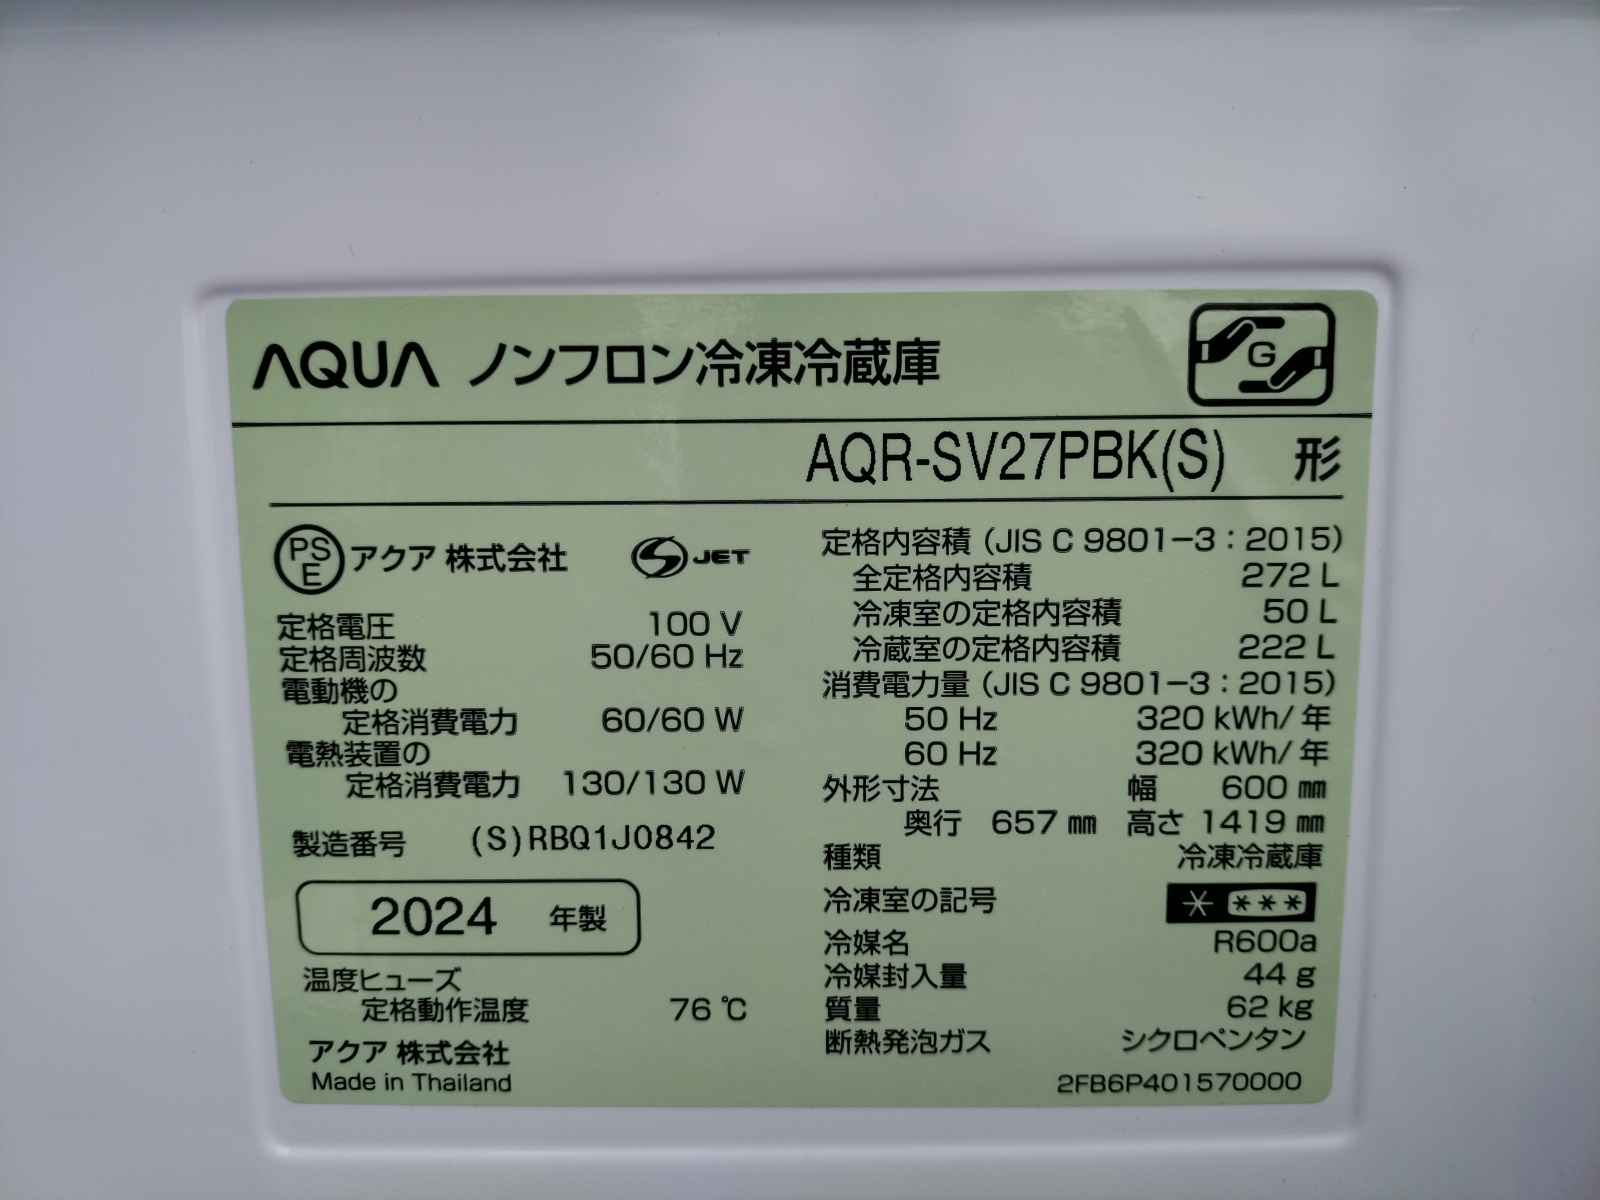 AQUA ノンフロン冷凍冷蔵庫
G
AQR-SV27PBK(S) 形
PS
E
アクア 株式会社 S JET
定格電圧 100 V
定格周波数 50/60 Hz
電動機の
定格消費電力 60/60 W
電熱装置の
定格消費電力 130/130 W
製造番号 (S)RBQ1J0842
2024 年製
温度ヒューズ
定格動作温度 76 ℃
アクア 株式会社
Made in Thailand
定格内容積 (JIS C 9801-3:2015)
全定格内容積 272 L
冷凍室の定格内容積 50 L
冷蔵室の定格内容積 222 L
消費電力量 (JIS C 9801-3:2015)
50 Hz 320 kWh/年
60 Hz 320 kWh/年
外形寸法 幅 600 ㎜
奥行 657 ㎜ 高さ 1419 ㎜
種類 冷凍冷蔵庫
冷凍室の記号 * ***
冷媒名 R600a
冷媒封入量 44 g
質量 62 kg
断熱発泡ガス シクロペンタン
2FB6P401570000